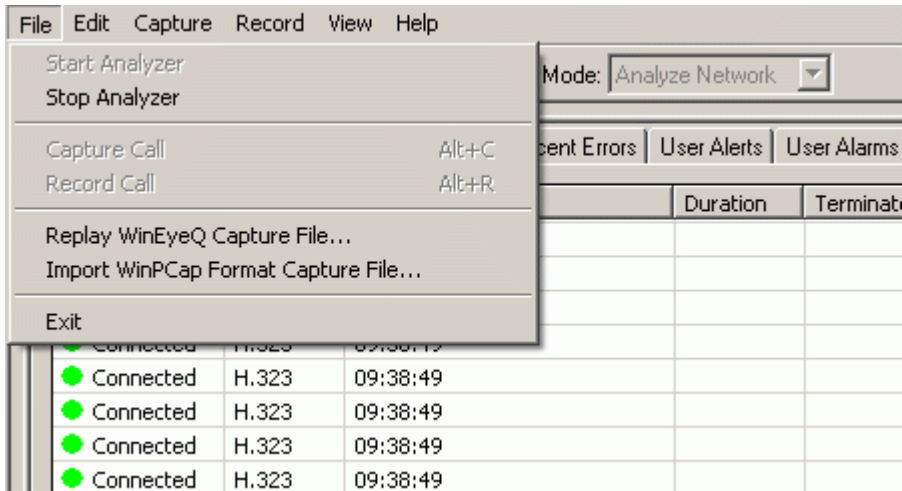 File Edit Capture Record View Help
Start Analyzer
Mode: Analyze Network
Stop Analyzer
Capture Call Alt+C
Errors User Alerts User Alarms
Record Call Alt+R
Duration
Replay WinEyeQ Capture File...
Import WinPCap Format Capture File...
Exit
Connected H.323 09:38:49
Connected H.323 09:38:49
Connected H.323 09:38:49
Connected H.323 09:38:49
Connected H.323 09:38:49